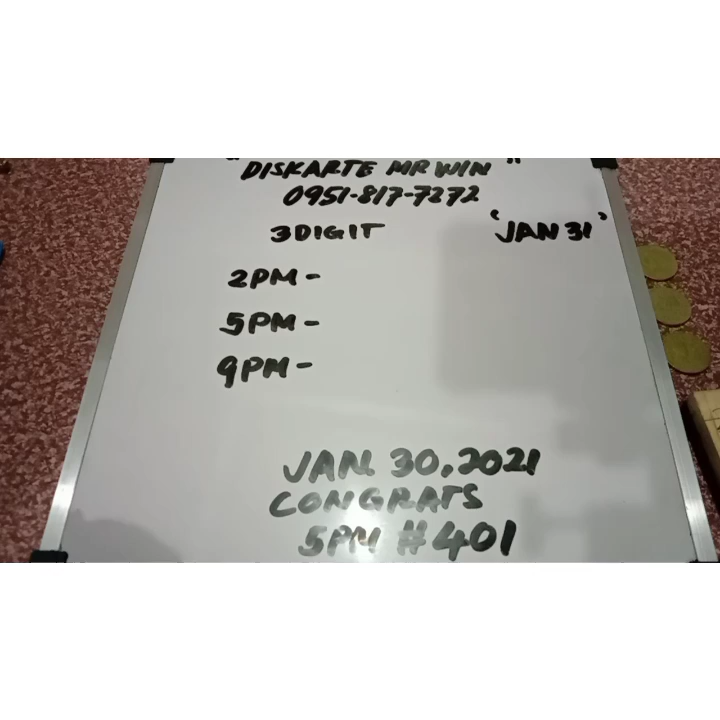 "DISKARTE MR WIN"
0951-817-7272
3DIGIT 'JAN 31'
2PM-
5PM-
9PM-
JAN. 30, 2021
CONGRATS
5PM #401